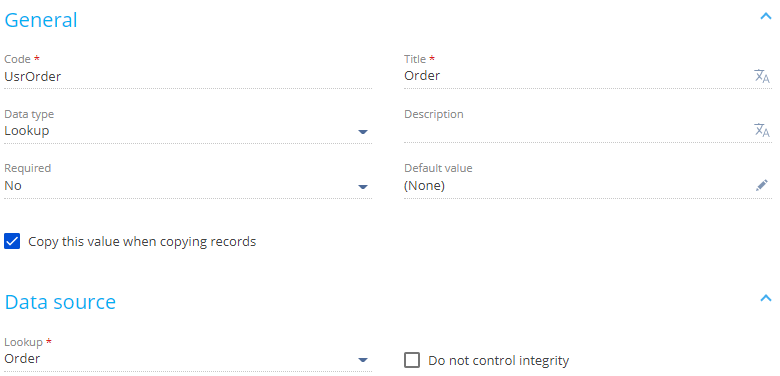 General
Code *
UsrOrder
Title *
Order
Data type
Lookup
Description
Required
No
Default value
(None)
Copy this value when copying records
Data source
Lookup *
Order
Do not control integrity